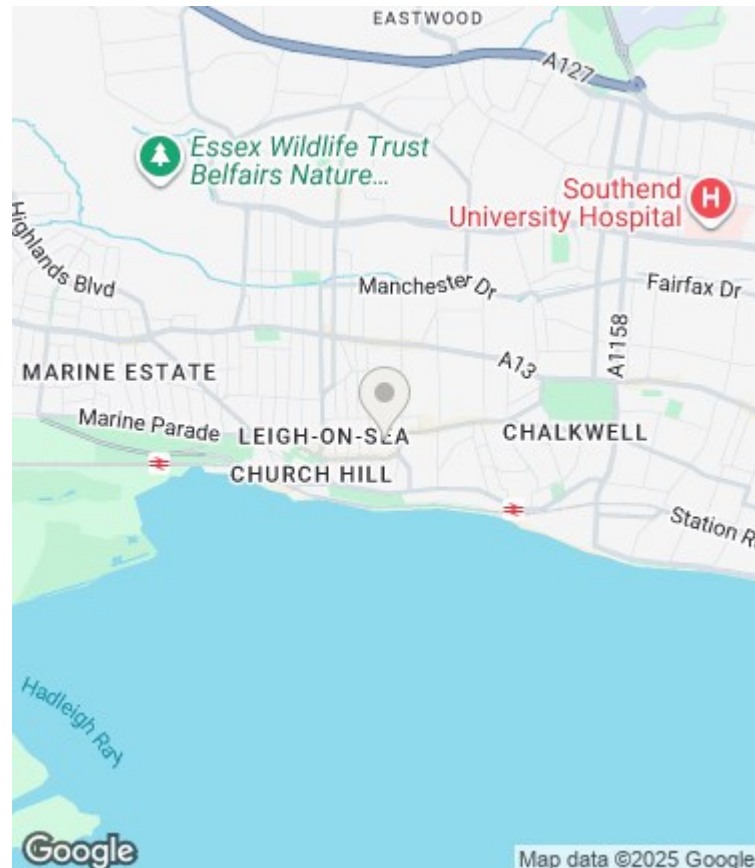 EASTWOOD
A127
Essex Wildlife Trust
Belfairs Nature...
Southend
University Hospital
H
Highlands Blvd
Manchester Dr
Fairfax Dr
A1158
A13
MARINE ESTATE
Marine Parade
LEIGH-ON-SEA
CHALKWELL
CHURCH HILL
Station R
Hadleigh Ray
Google
Map data ©2025 Google